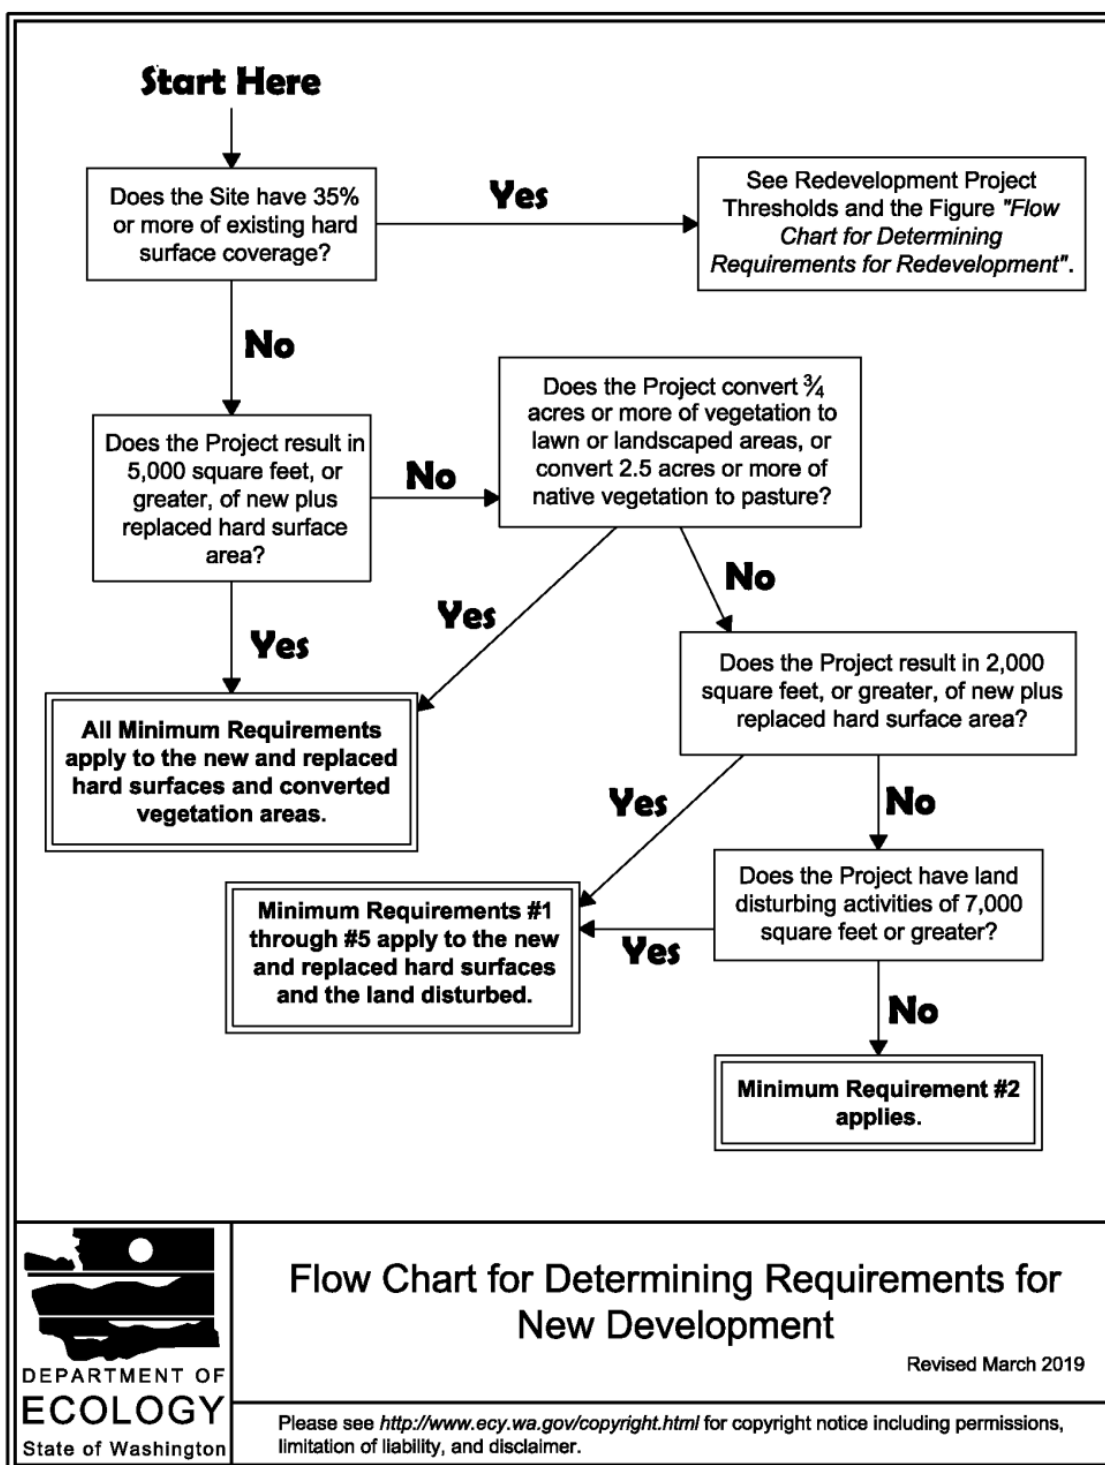 Start Here
Does the Site have 35%
or more of existing hard
surface coverage?
Yes
See Redevelopment Project
Thresholds and the Figure "Flow
Chart for Determining
Requirements for Redevelopment".
No
Does the Project result in
5,000 square feet, or
greater, of new plus
replaced hard surface
area?
No
Does the Project convert ¾
acres or more of vegetation to
lawn or landscaped areas, or
convert 2.5 acres or more of
native vegetation to pasture?
Yes
Yes
No
All Minimum Requirements
apply to the new and replaced
hard surfaces and converted
vegetation areas.
Does the Project result in 2,000
square feet, or greater, of new plus
replaced hard surface area?
Yes
No
Minimum Requirements #1
through #5 apply to the new
and replaced hard surfaces
and the land disturbed.
Does the Project have land
disturbing activities of 7,000
square feet or greater?
Yes
No
Minimum Requirement #2
applies.
DEPARTMENT OF
ECOLOGY
State of Washington
Flow Chart for Determining Requirements for
New Development
Revised March 2019
Please see http://www.ecy.wa.gov/copyright.html for copyright notice including permissions,
limitation of liability, and disclaimer.